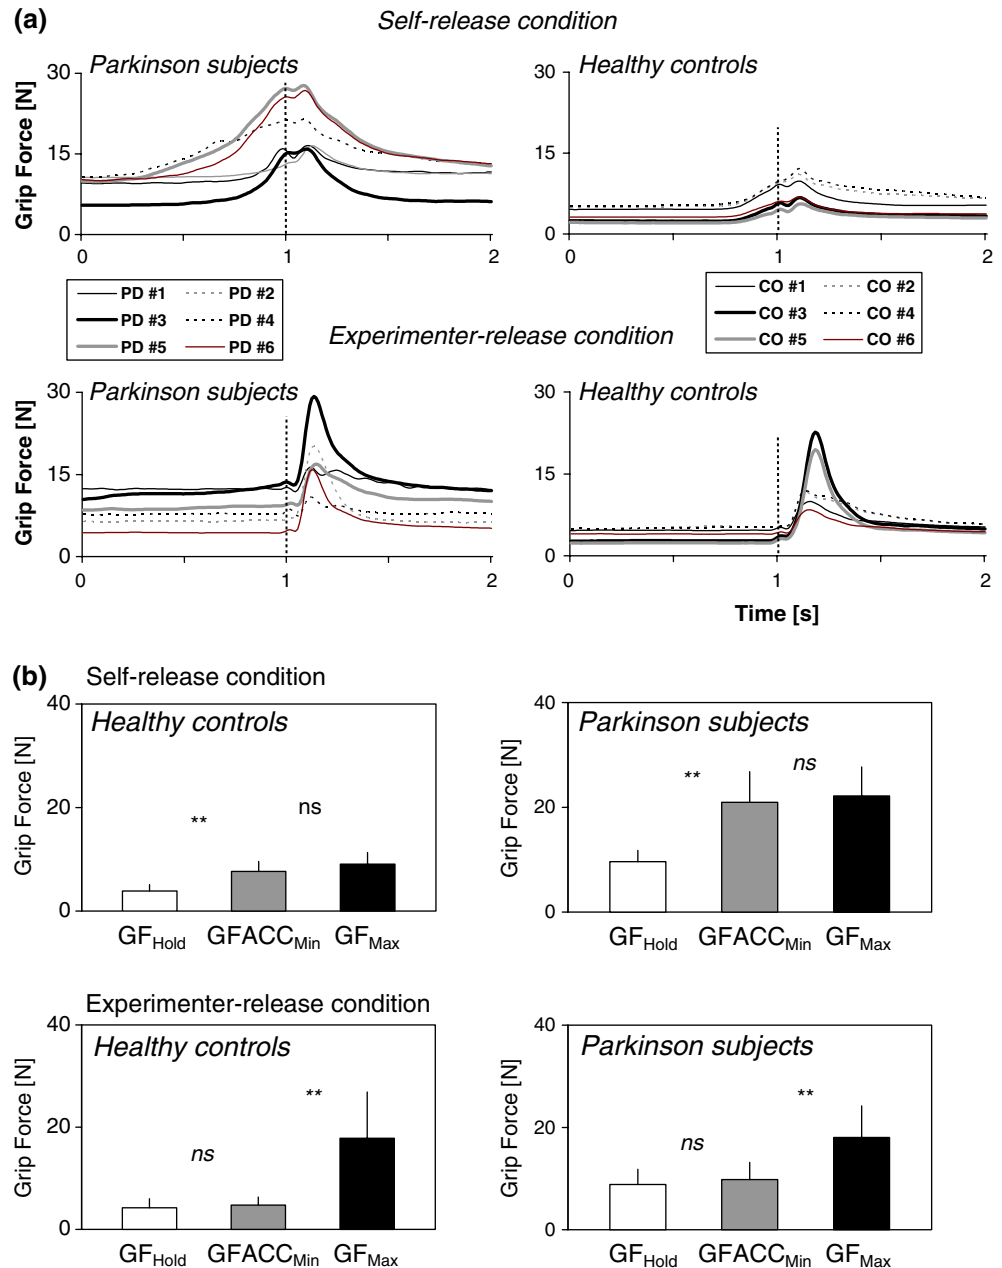 (a)
Self-release condition
Parkinson subjects
Healthy controls
Grip Force [N]
30
15
0
0
1
2
30
15
0
0
1
2
PD #1
PD #2
PD #3
PD #4
PD #5
PD #6
CO #1
CO #2
CO #3
CO #4
CO #5
CO #6
Experimenter-release condition
Parkinson subjects
Healthy controls
Grip Force [N]
30
15
0
0
1
2
30
15
0
0
1
2
Time [s]
(b)
Self-release condition
Healthy controls
Grip Force [N]
40
20
0
**
ns
GFHold
GFACCMin
GFMax
Parkinson subjects
Grip Force [N]
40
20
0
**
ns
GFHold
GFACCMin
GFMax
Experimenter-release condition
Healthy controls
Grip Force [N]
40
20
0
ns
**
GFHold
GFACCMin
GFMax
Parkinson subjects
Grip Force [N]
40
20
0
ns
**
GFHold
GFACCMin
GFMax